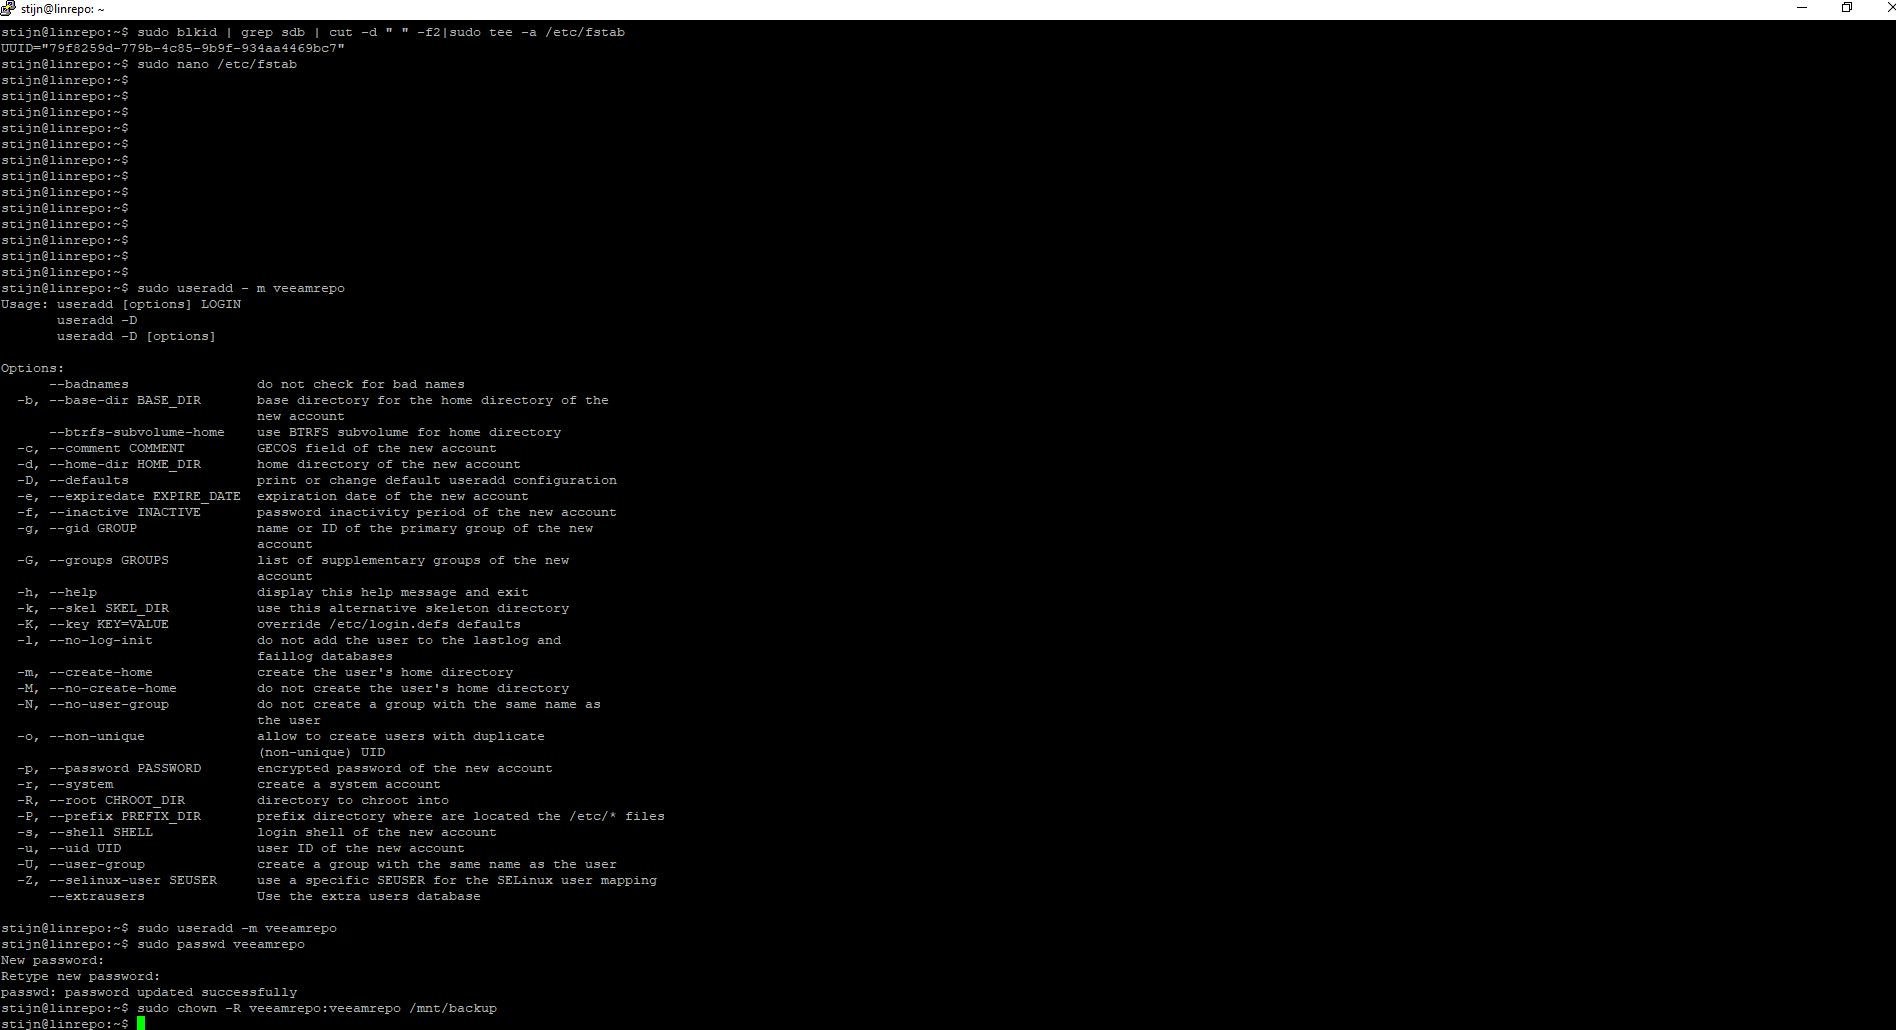 stijn@linrepo: ~
stijn@linrepo:~$ sudo blkid | grep sdb | cut -d " " -f2|sudo tee -a /etc/fstab
UUID="79f8259d-779b-4c85-9b9f-934aa4469bc7"
stijn@linrepo:~$ sudo nano /etc/fstab
stijn@linrepo:~$
stijn@linrepo:~$
stijn@linrepo:~$
stijn@linrepo:~$
stijn@linrepo:~$
stijn@linrepo:~$
stijn@linrepo:~$
stijn@linrepo:~$
stijn@linrepo:~$
stijn@linrepo:~$
stijn@linrepo:~$
stijn@linrepo:~$
stijn@linrepo:~$
stijn@linrepo:~$ sudo useradd - m veeamrepo
Usage: useradd [options] LOGIN
       useradd -D
       useradd -D [options]

Options:
      --badnames                do not check for bad names
  -b, --base-dir BASE_DIR       base directory for the home directory of the
                                new account
      --btrfs-subvolume-home    use BTRFS subvolume for home directory
  -c, --comment COMMENT         GECOS field of the new account
  -d, --home-dir HOME_DIR       home directory of the new account
  -D, --defaults                print or change default useradd configuration
  -e, --expiredate EXPIRE_DATE  expiration date of the new account
  -f, --inactive INACTIVE       password inactivity period of the new account
  -g, --gid GROUP               name or ID of the primary group of the new
                                account
  -G, --groups GROUPS           list of supplementary groups of the new
                                account
  -h, --help                    display this help message and exit
  -k, --skel SKEL_DIR           use this alternative skeleton directory
  -K, --key KEY=VALUE           override /etc/login.defs defaults
  -l, --no-log-init             do not add the user to the lastlog and
                                faillog databases
  -m, --create-home             create the user's home directory
  -M, --no-create-home          do not create the user's home directory
  -N, --no-user-group           do not create a group with the same name as
                                the user
  -o, --non-unique              allow to create users with duplicate
                                (non-unique) UID
  -p, --password PASSWORD       encrypted password of the new account
  -r, --system                  create a system account
  -R, --root CHROOT_DIR         directory to chroot into
  -P, --prefix PREFIX_DIR       prefix directory where are located the /etc/* files
  -s, --shell SHELL             login shell of the new account
  -u, --uid UID                 user ID of the new account
  -U, --user-group              create a group with the same name as the user
  -Z, --selinux-user SEUSER     use a specific SEUSER for the SELinux user mapping
      --extrausers              Use the extra users database

stijn@linrepo:~$ sudo useradd -m veeamrepo
stijn@linrepo:~$ sudo passwd veeamrepo
New password:
Retype new password:
passwd: password updated successfully
stijn@linrepo:~$ sudo chown -R veeamrepo:veeamrepo /mnt/backup
stijn@linrepo:~$